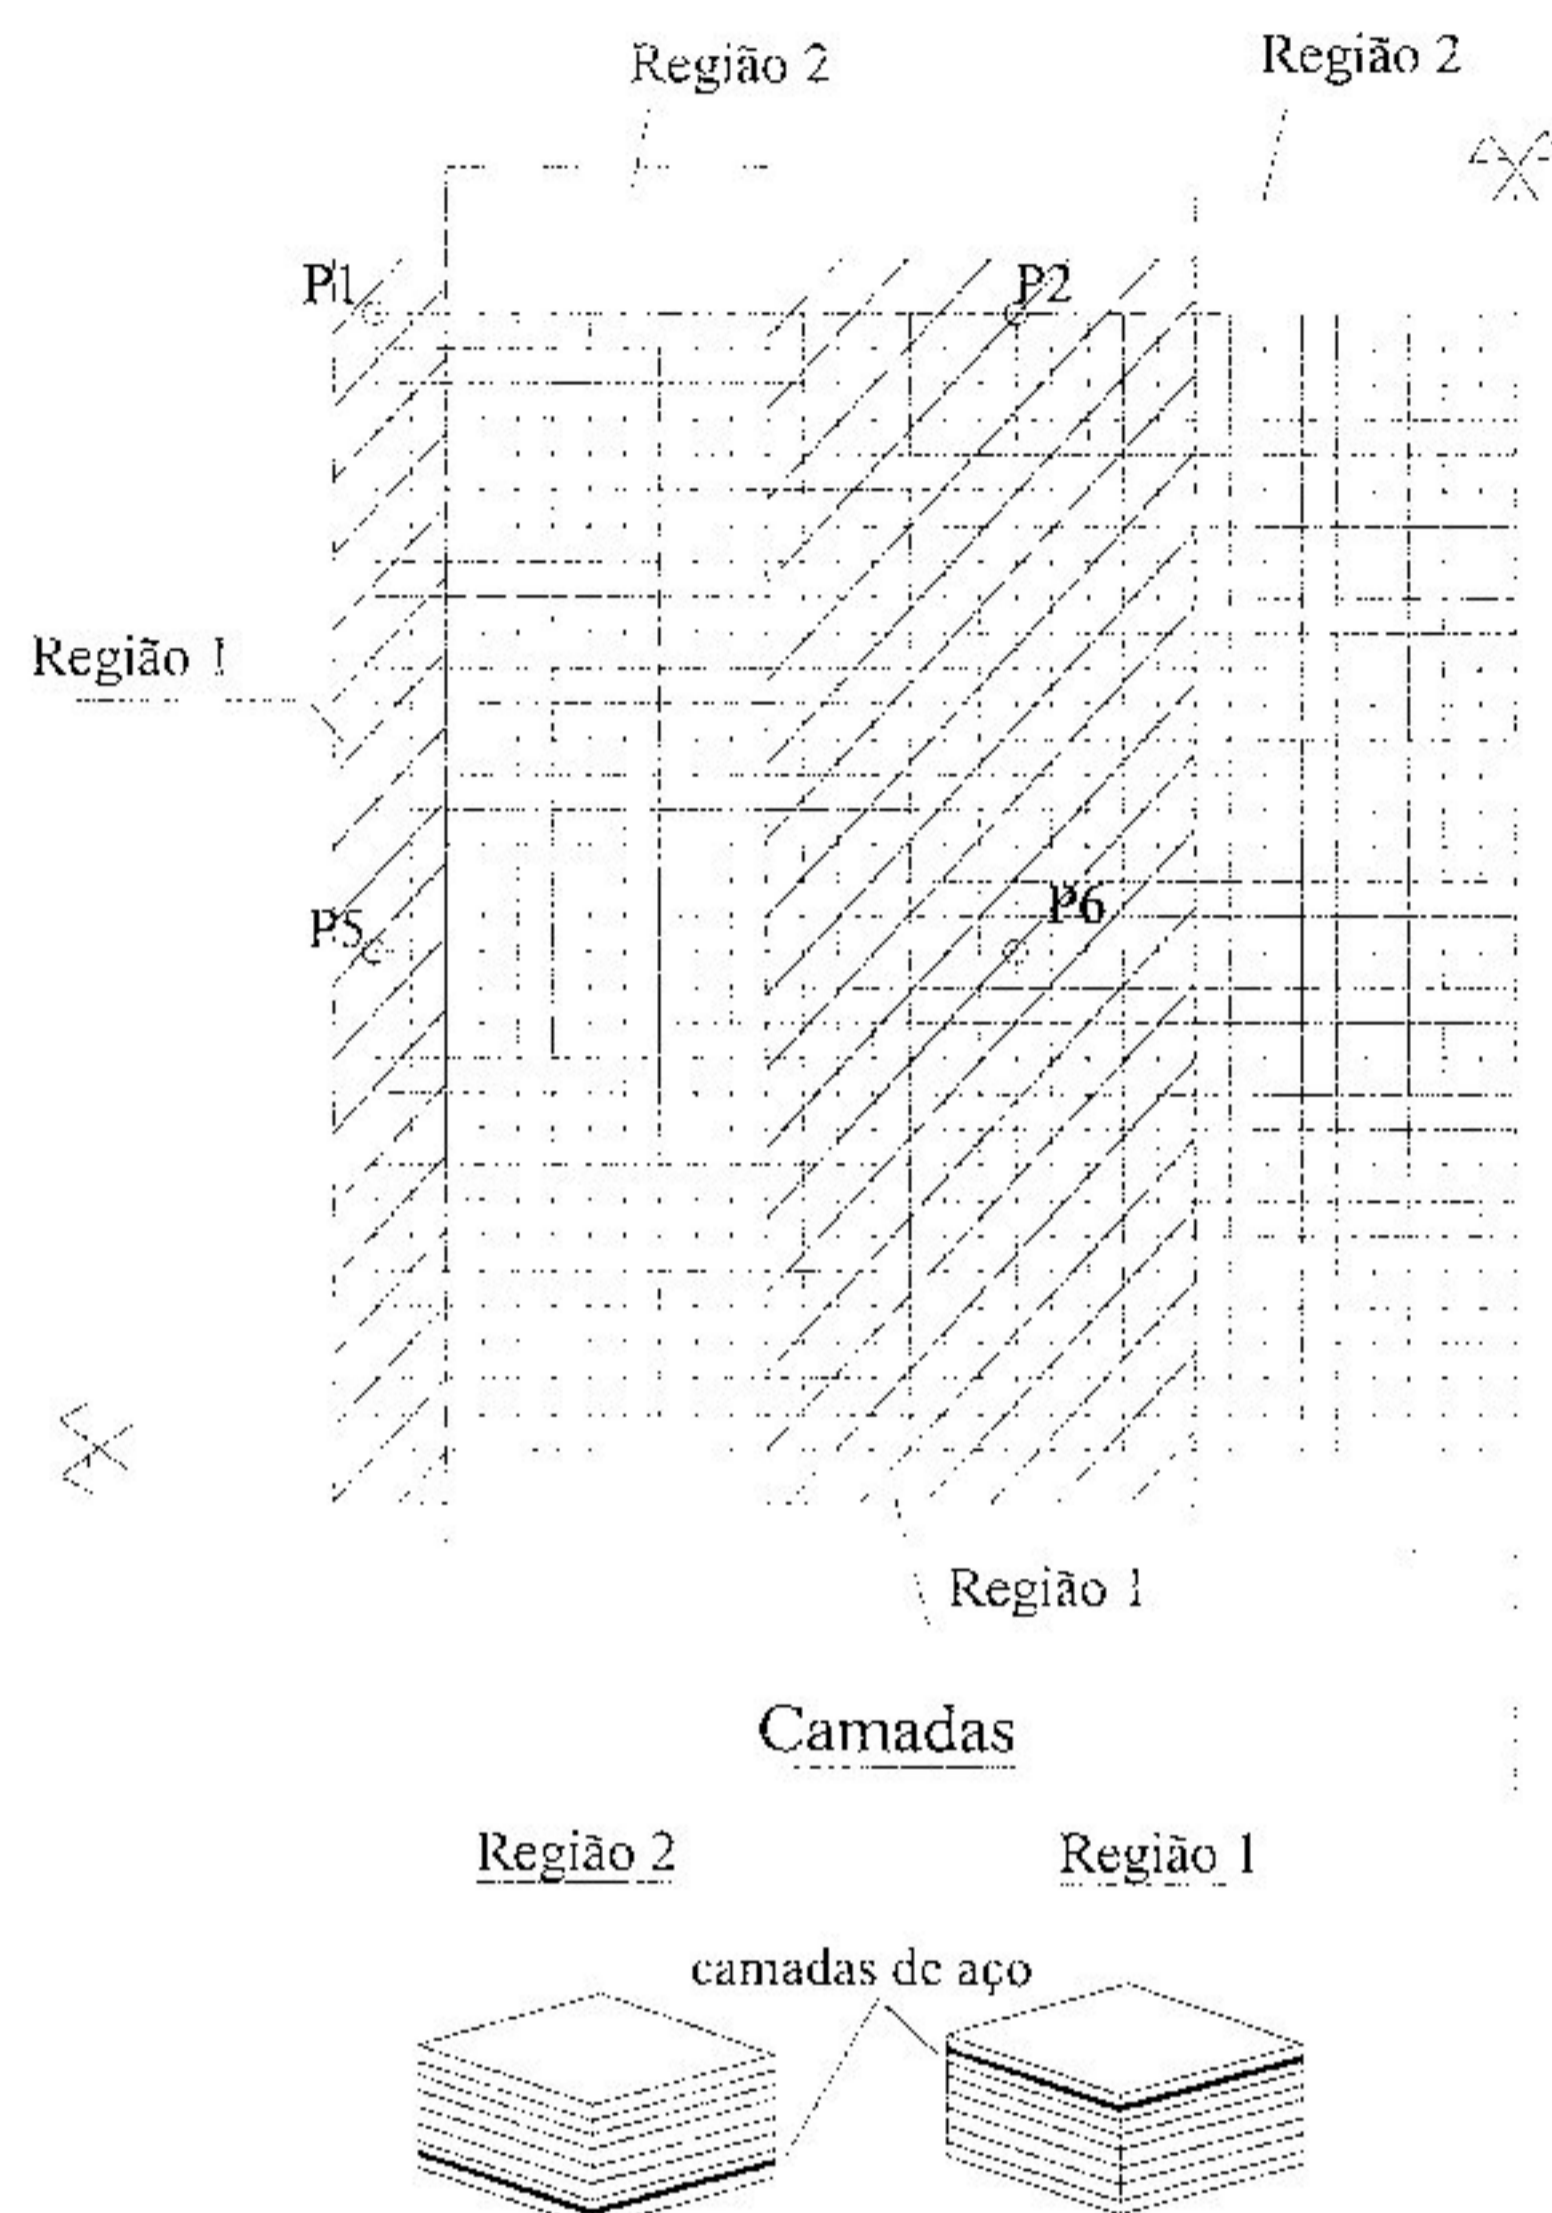 Região 2
Região 2
P1
P2
Região 1
P5
P6
Região 1
Camadas
Região 2
Região 1
camadas de aço